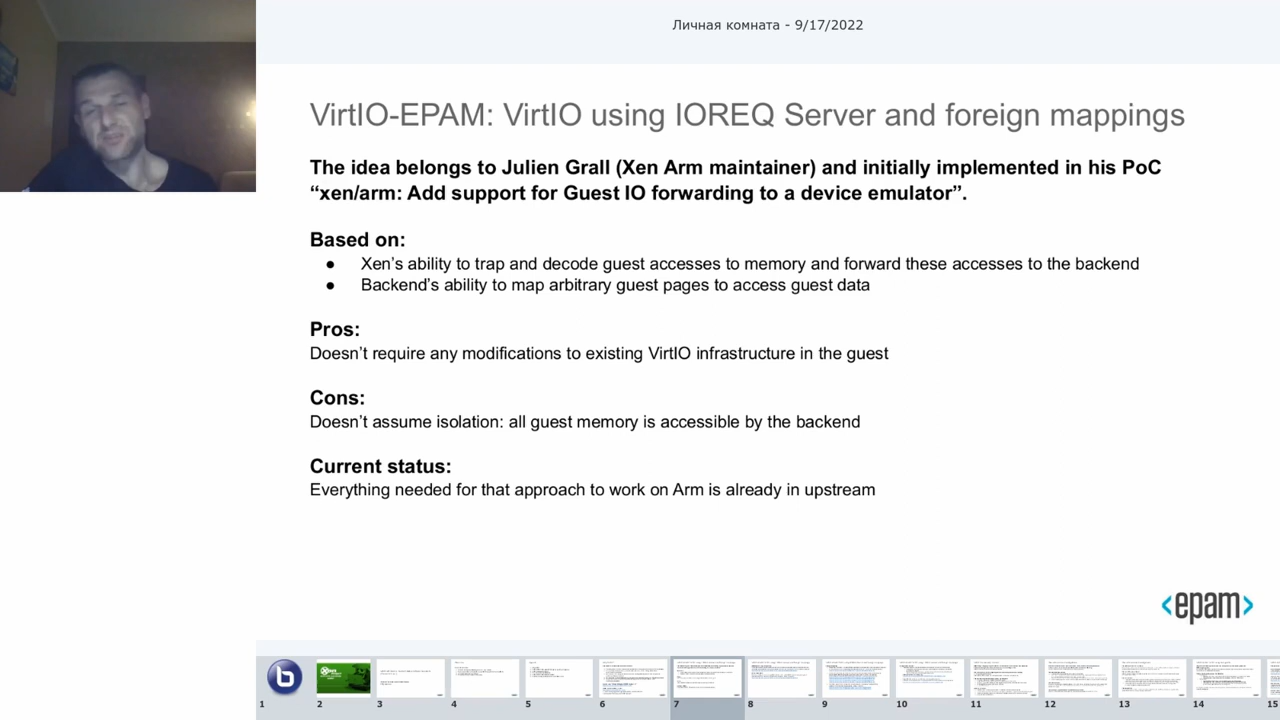 Личная комната - 9/17/2022
VirtIO-EPAM: VirtIO using IOREQ Server and foreign mappings
The idea belongs to Julien Grall (Xen Arm maintainer) and initially implemented in his PoC
“xen/arm: Add support for Guest IO forwarding to a device emulator”.
Based on:
● Xen’s ability to trap and decode guest accesses to memory and forward these accesses to the backend
● Backend’s ability to map arbitrary guest pages to access guest data
Pros:
Doesn’t require any modifications to existing VirtIO infrastructure in the guest
Cons:
Doesn’t assume isolation: all guest memory is accessible by the backend
Current status:
Everything needed for that approach to work on Arm is already in upstream
<epam>
1 2 3 4 5 6 7 8 9 10 11 12 13 14 15